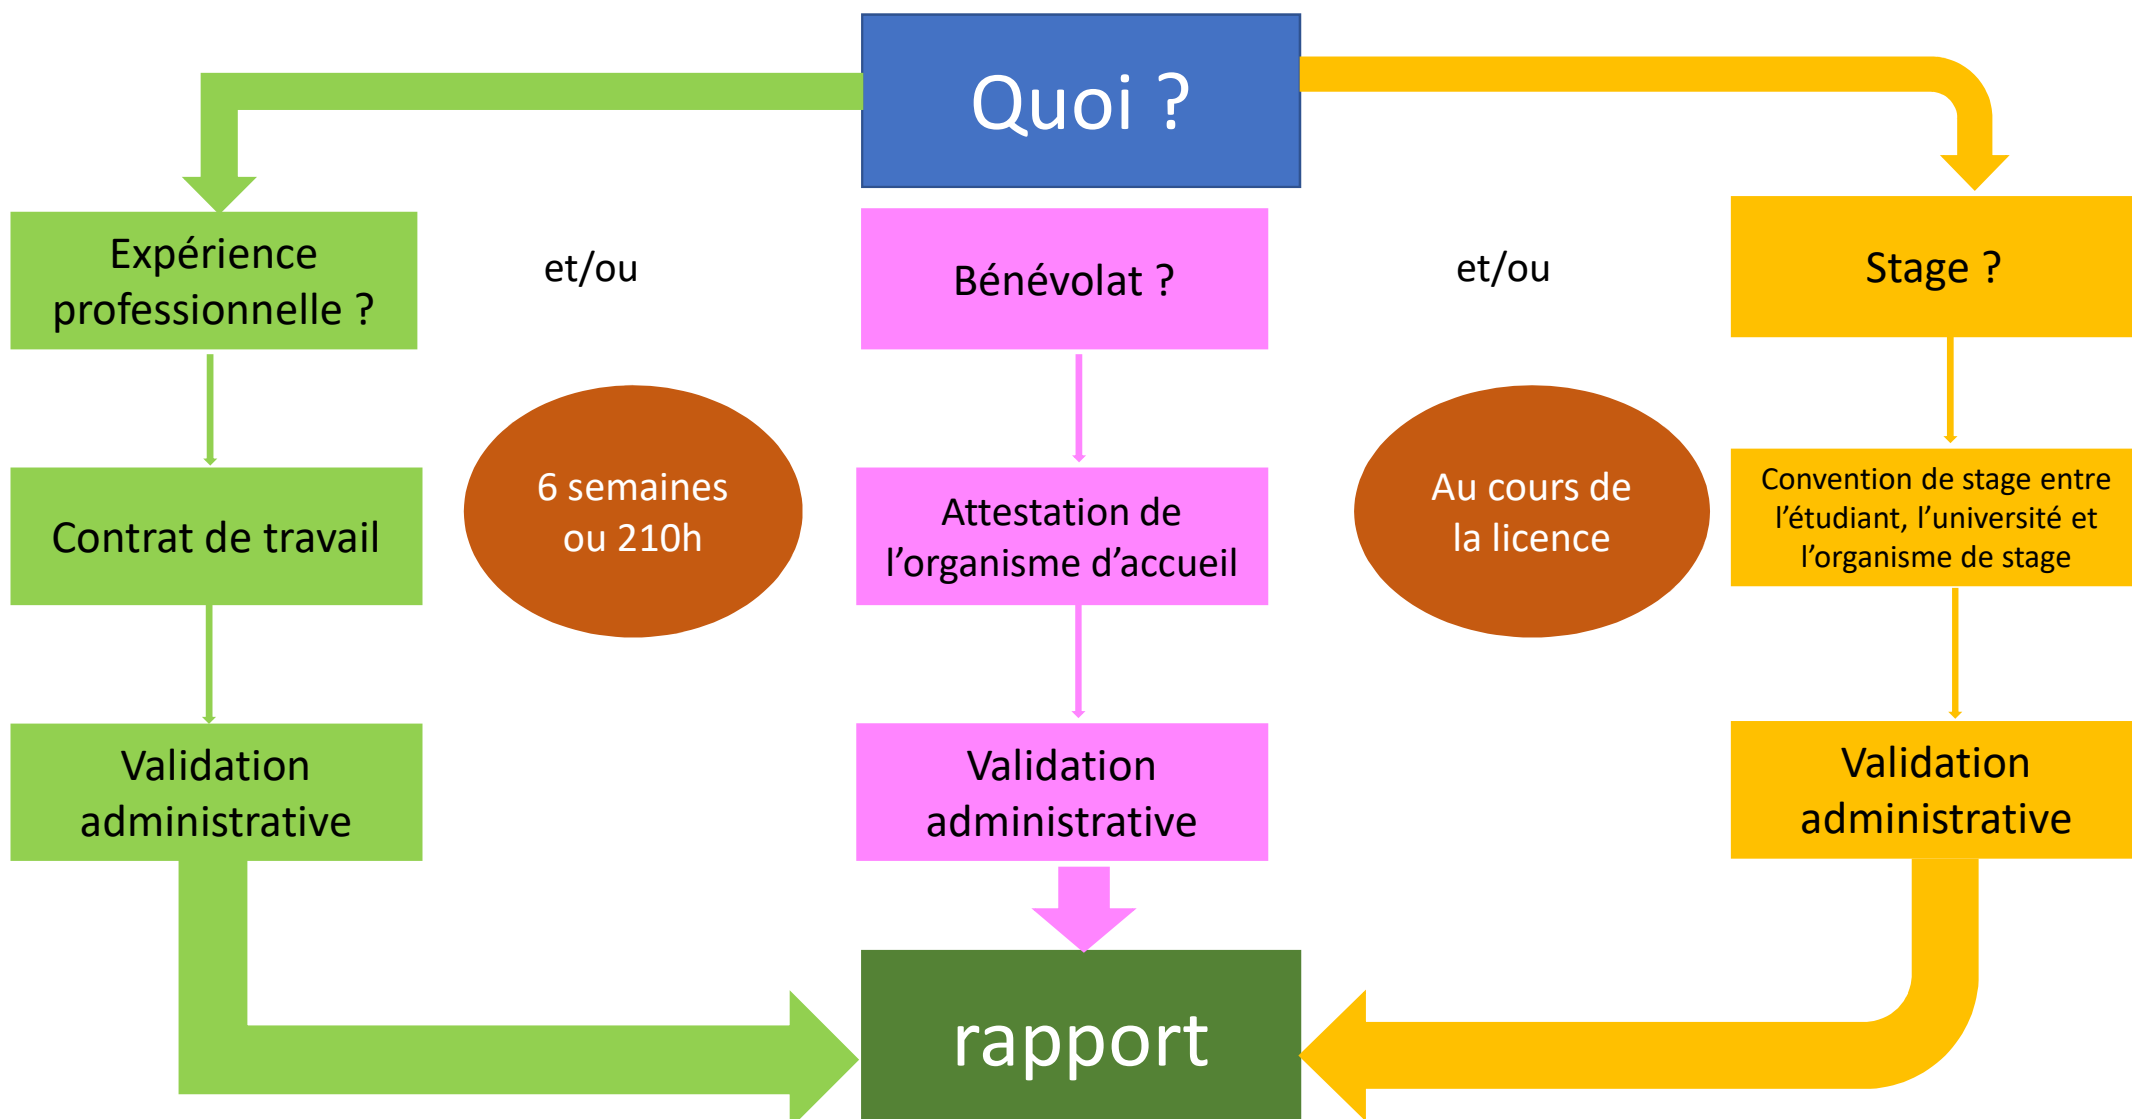 Quoi ?
Expérience
professionnelle ?
et/ou
Bénévolat ?
et/ou
Stage ?
6 semaines
ou 210h
Au cours de
la licence
Contrat de travail
Attestation de
l’organisme d’accueil
Convention de stage entre
l’étudiant, l’université et
l’organisme de stage
Validation
administrative
Validation
administrative
Validation
administrative
rapport